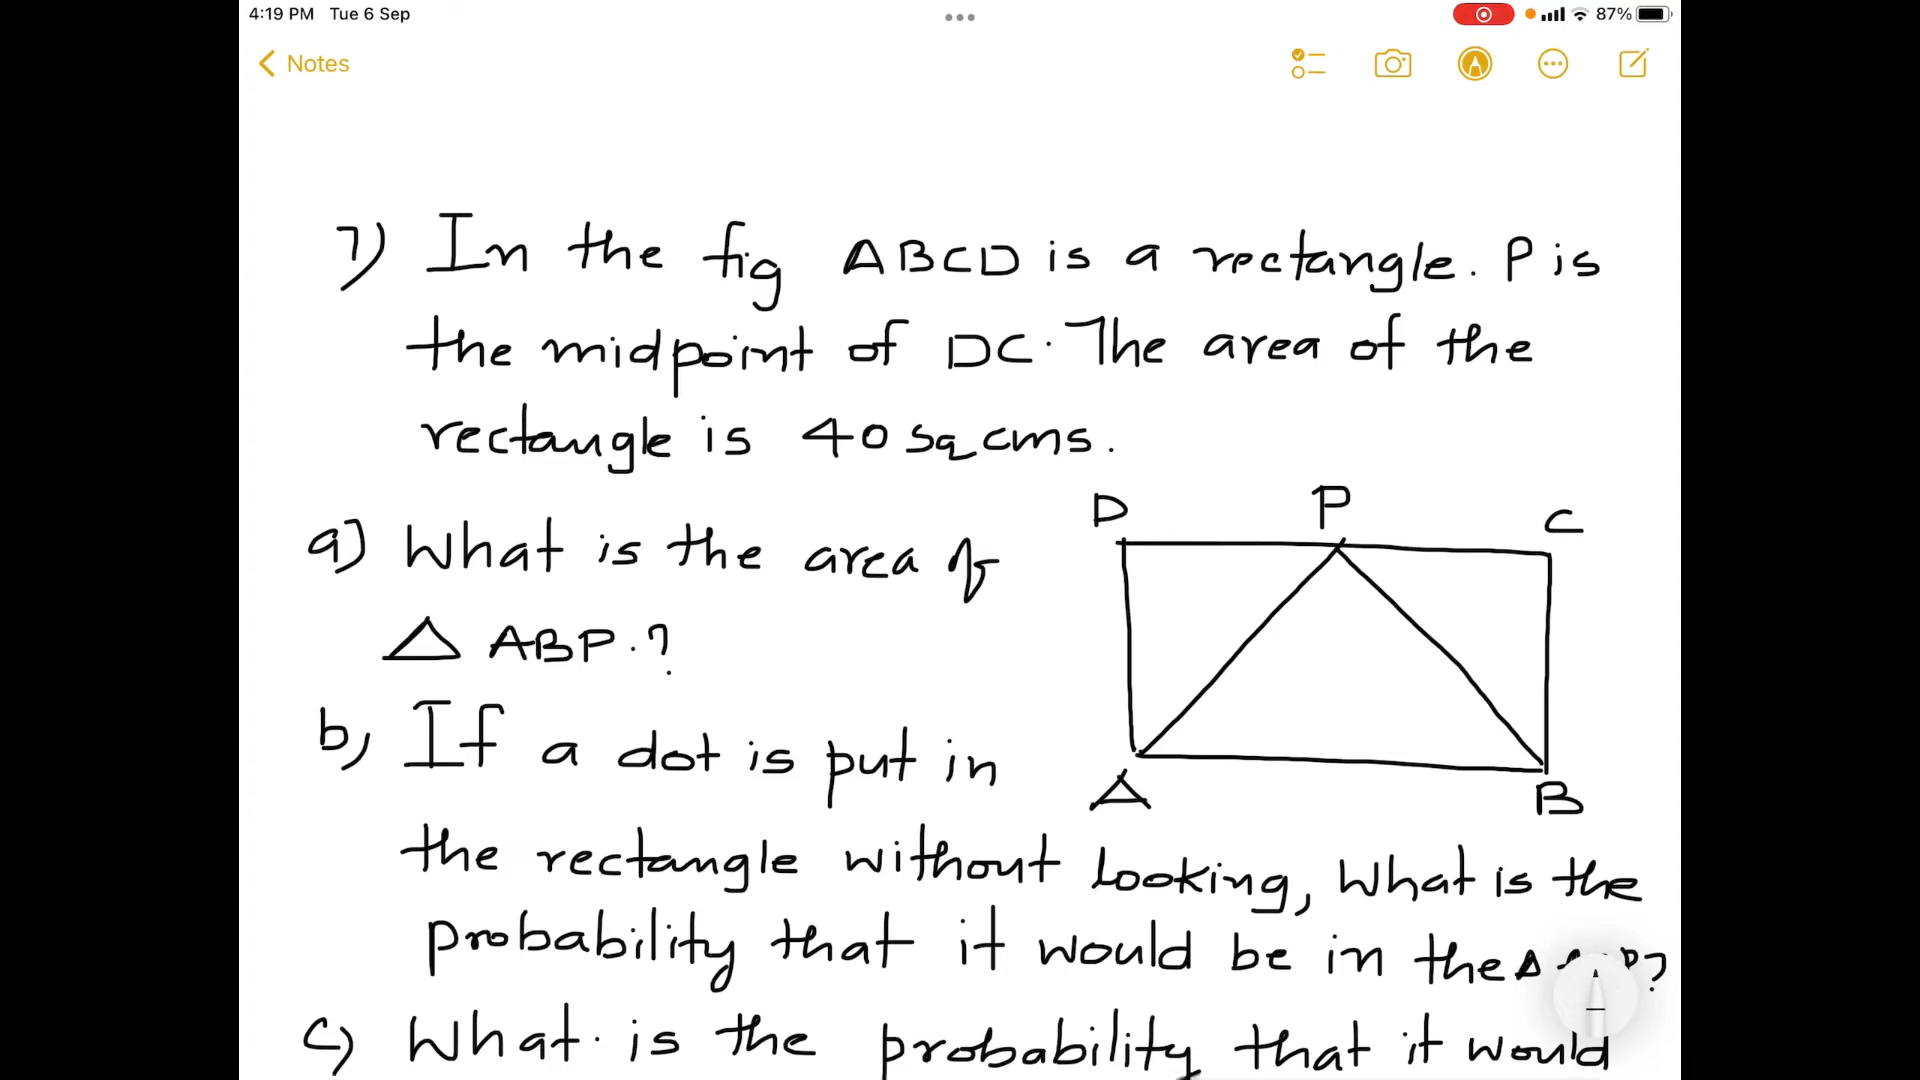 4:19 PM Tue 6 Sep
87%
Notes
7) In the fig ABCD is a rectangle. P is
the midpoint of DC. The area of the
rectangle is 40 sq cms.
D P C
a) What is the area of
△ ABP.?
b, If a dot is put in
A B
the rectangle without looking, What is the
probability that it would be in the △ P?
c) What is the probability that it would